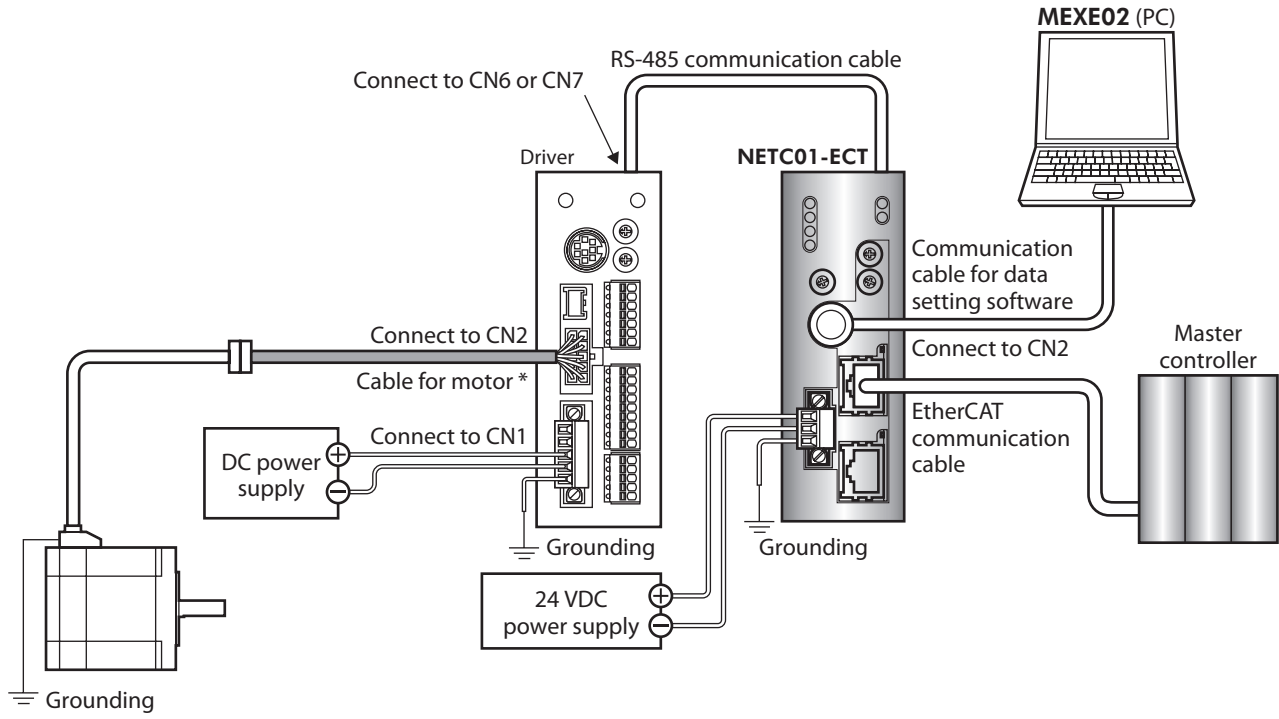 MEXE02 (PC)
RS-485 communication cable
Connect to CN6 or CN7
Driver
NETC01-ECT
Communication
cable for data
setting software
Connect to CN2
Connect to CN2
Master
controller
Cable for motor *
EtherCAT
communication
cable
Connect to CN1
DC power
supply
+
−
Grounding
Grounding
24 VDC
power supply
+
−
Grounding